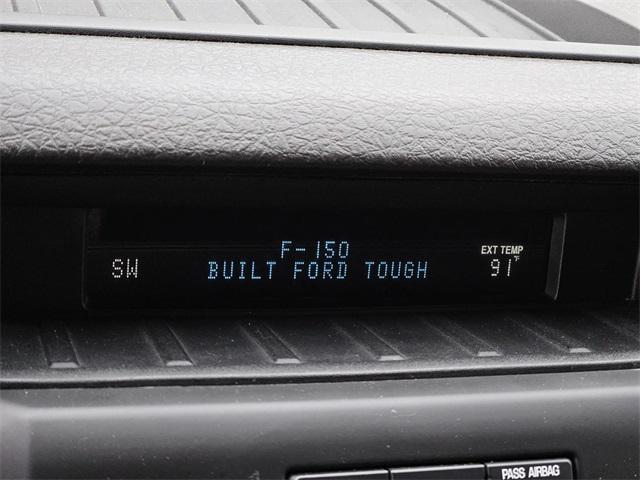 F-150
EXT TEMP
SW
BUILT FORD TOUGH
91°F
PASS AIRBAG